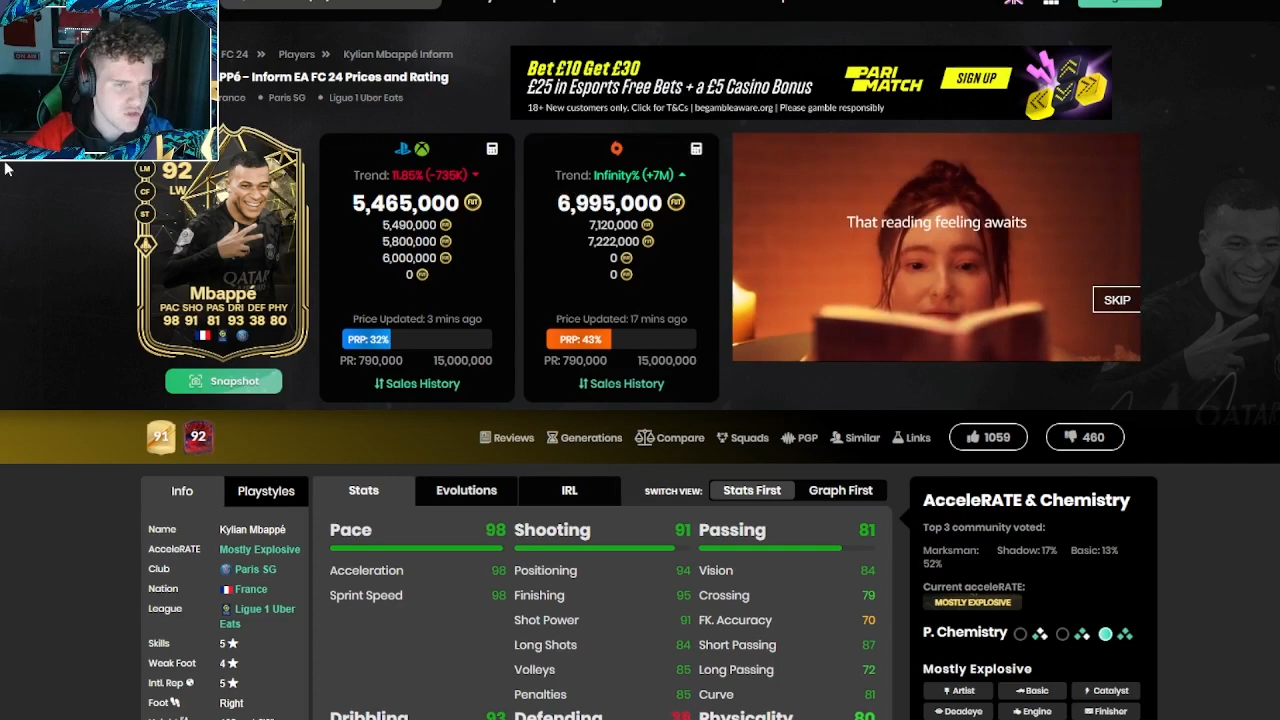 FC 24 » Players » Kylian Mbappé Inform
PPé - Inform EA FC 24 Prices and Rating
rance • Paris SG • Ligue 1 Uber Eats
Bet £10 Get £30
£25 in Esports Free Bets + a £5 Casino Bonus
18+ New customers only. Click for T&Cs | begambleaware.org | Please gamble responsibly
PARI MATCH
SIGN UP
LM
CF
ST
92
LW
QATAR
Mbappé
PAC SHO PAS DRI DEF PHY
98 91 81 93 38 80
Snapshot
Trend: 11.85% (-735K)
5,465,000 FUT
5,490,000
5,800,000
6,000,000
0
Price Updated: 3 mins ago
PRP: 32%
PR: 790,000 15,000,000
Sales History
Trend: Infinity% (+7M)
6,995,000 FUT
7,120,000
7,222,000
0
0
Price Updated: 17 mins ago
PRP: 43%
PR: 790,000 15,000,000
Sales History
That reading feeling awaits
SKIP
91 92
Reviews Generations Compare Squads PGP Similar Links 1059 460
Info Playstyles
Name Kylian Mbappé
AcceleRATE Mostly Explosive
Club Paris SG
Nation France
League Ligue 1 Uber
Eats
Skills 5★
Weak Foot 4★
Intl. Rep 5★
Foot Right
Stats Evolutions IRL SWITCH VIEW: Stats First Graph First
Pace 98
Acceleration 98
Sprint Speed 98
Shooting 91
Positioning 94
Finishing 95
Shot Power 91
Long Shots 84
Volleys 85
Penalties 85
Passing 81
Vision 84
Crossing 79
FK. Accuracy 70
Short Passing 87
Long Passing 72
Curve 81
Dribbling 93 Defending 38 Physicality 80
AcceleRATE & Chemistry
Top 3 community voted:
Marksman: Shadow: 17% Basic: 13%
52%
Current acceleRATE:
MOSTLY EXPLOSIVE
P. Chemistry
Mostly Explosive
Artist Basic Catalyst
Deadeye Engine Finisher